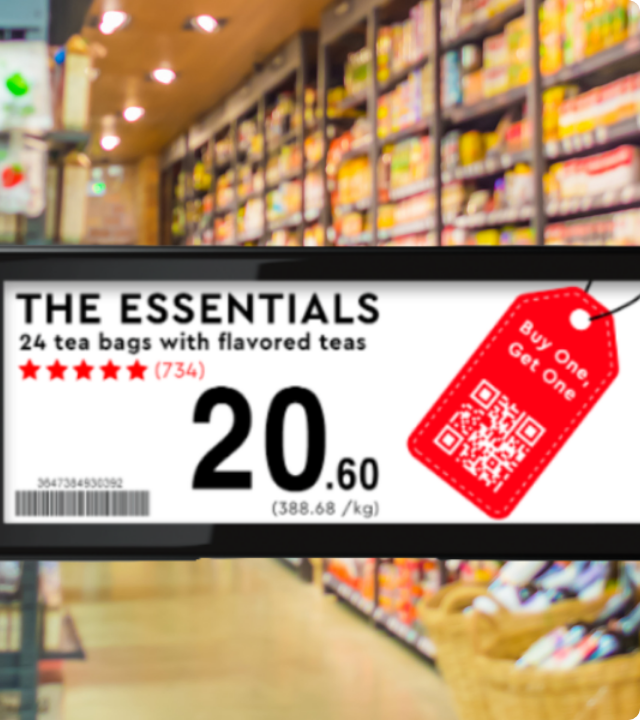 THE ESSENTIALS
24 tea bags with flavored teas
(734)
20.60
(388.68 /kg)
3647384930392
Buy One,
Get One